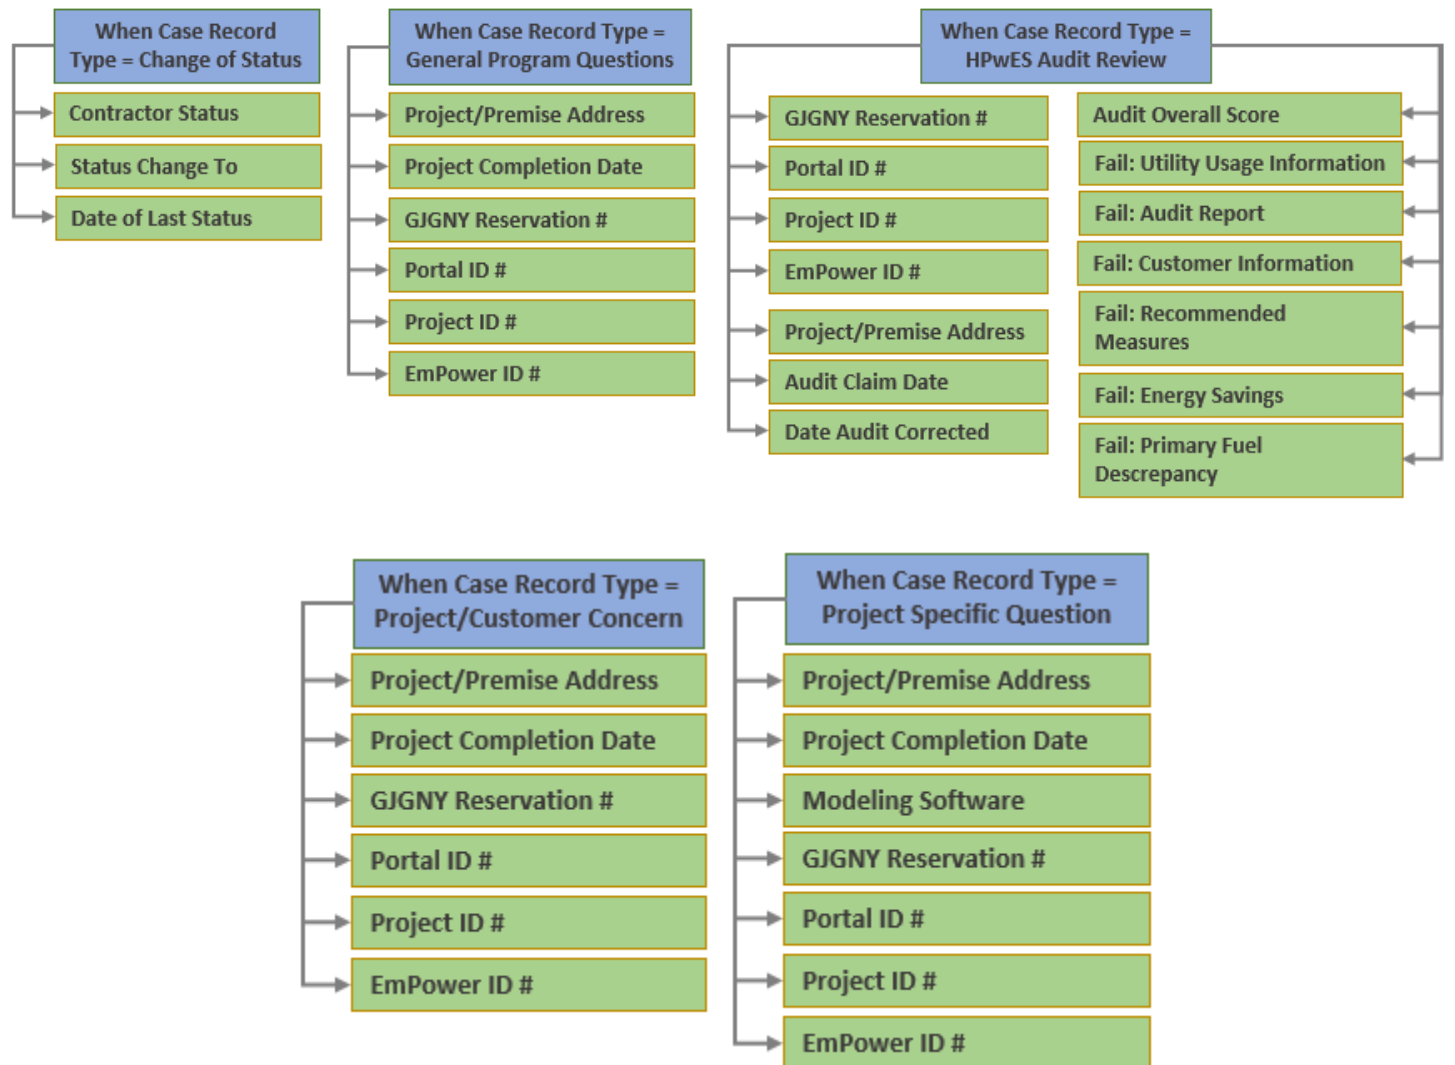 When Case Record
Type = Change of Status
Contractor Status
Status Change To
Date of Last Status
When Case Record Type =
General Program Questions
Project/Premise Address
Project Completion Date
GJGNY Reservation #
Portal ID #
Project ID #
EmPower ID #
When Case Record Type =
HPwES Audit Review
GJGNY Reservation #
Portal ID #
Project ID #
EmPower ID #
Project/Premise Address
Audit Claim Date
Date Audit Corrected
Audit Overall Score
Fail: Utility Usage Information
Fail: Audit Report
Fail: Customer Information
Fail: Recommended
Measures
Fail: Energy Savings
Fail: Primary Fuel
Descrepancy
When Case Record Type =
Project/Customer Concern
Project/Premise Address
Project Completion Date
GJGNY Reservation #
Portal ID #
Project ID #
EmPower ID #
When Case Record Type =
Project Specific Question
Project/Premise Address
Project Completion Date
Modeling Software
GJGNY Reservation #
Portal ID #
Project ID #
EmPower ID #